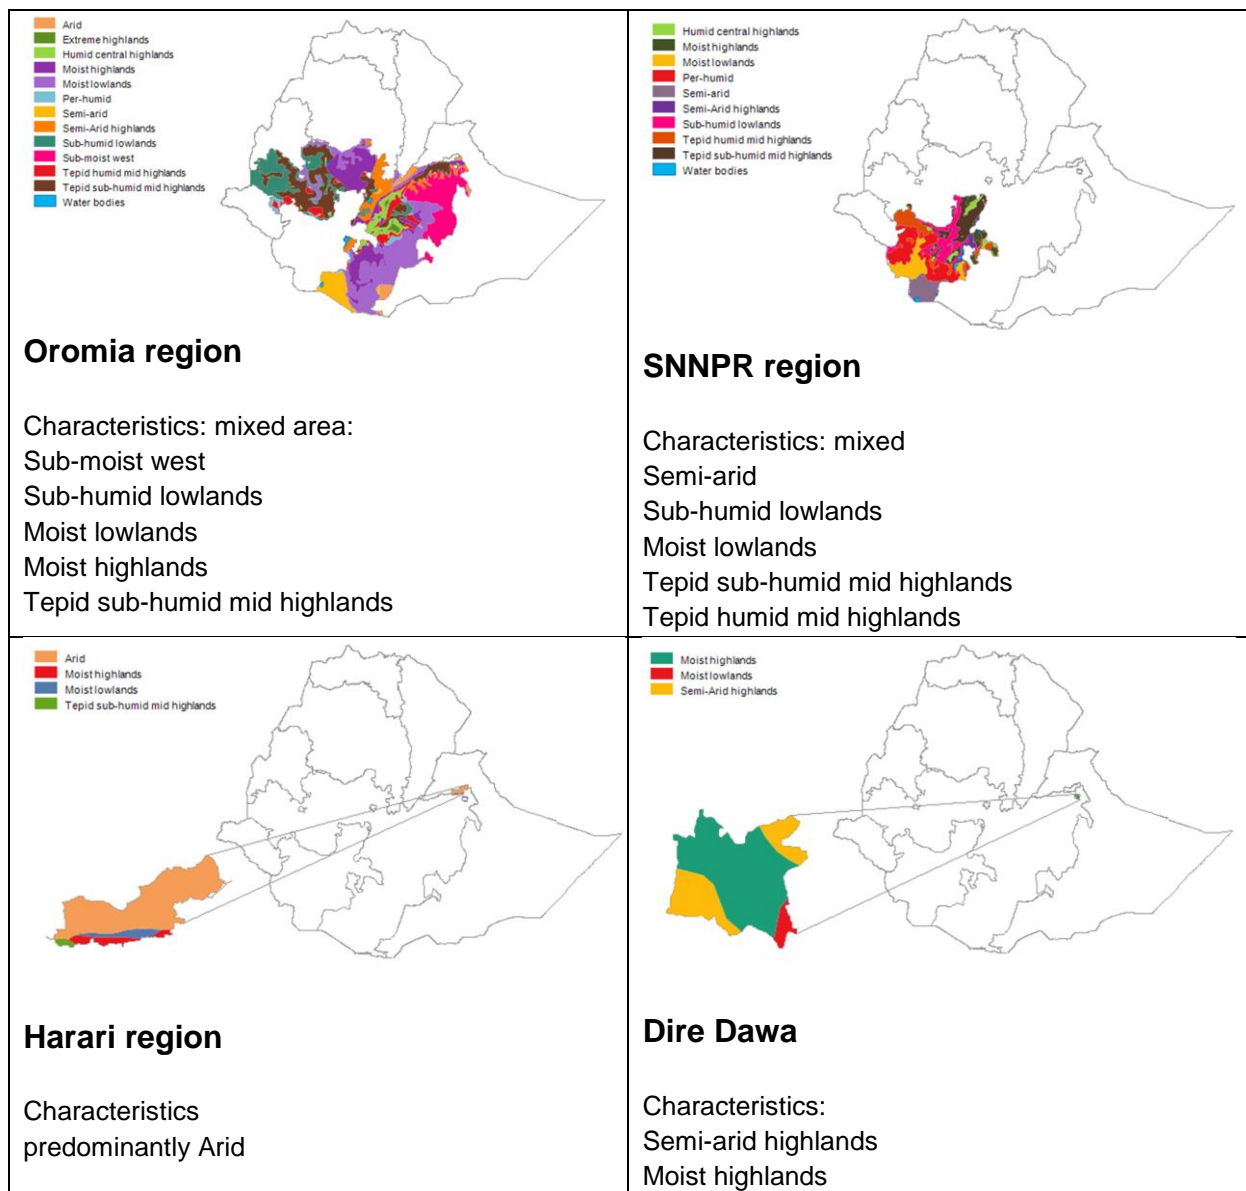 Arid
Extreme highlands
Humid central highlands
Moist highlands
Moist lowlands
Per-humid
Semi-arid
Semi-Arid highlands
Sub-humid lowlands
Sub-moist west
Tepid humid mid highlands
Tepid sub-humid mid highlands
Water bodies
Oromia region
Characteristics: mixed area:
Sub-moist west
Sub-humid lowlands
Moist lowlands
Moist highlands
Tepid sub-humid mid highlands
Humid central highlands
Moist highlands
Moist lowlands
Per-humid
Semi-arid
Semi-Arid highlands
Sub-humid lowlands
Tepid humid mid highlands
Tepid sub-humid mid highlands
Water bodies
SNNPR region
Characteristics: mixed
Semi-arid
Sub-humid lowlands
Moist lowlands
Tepid sub-humid mid highlands
Tepid humid mid highlands
Arid
Moist highlands
Moist lowlands
Tepid sub-humid mid highlands
Harari region
Characteristics
predominantly Arid
Moist highlands
Moist lowlands
Semi-Arid highlands
Dire Dawa
Characteristics:
Semi-arid highlands
Moist highlands